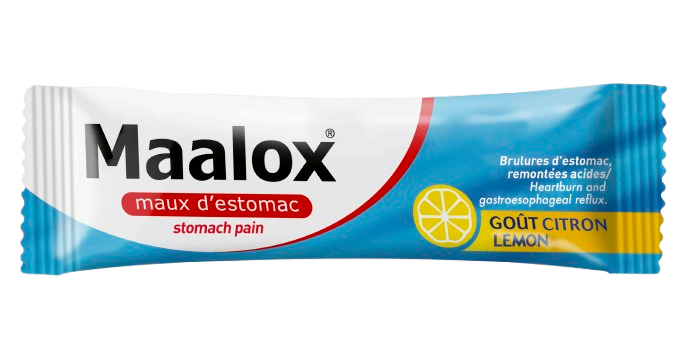 Maalox®
maux d'estomac
stomach pain
Brulures d'estomac,
remontées acides/
Heartburn and
gastroesophageal reflux.
GOÛT CITRON
LEMON